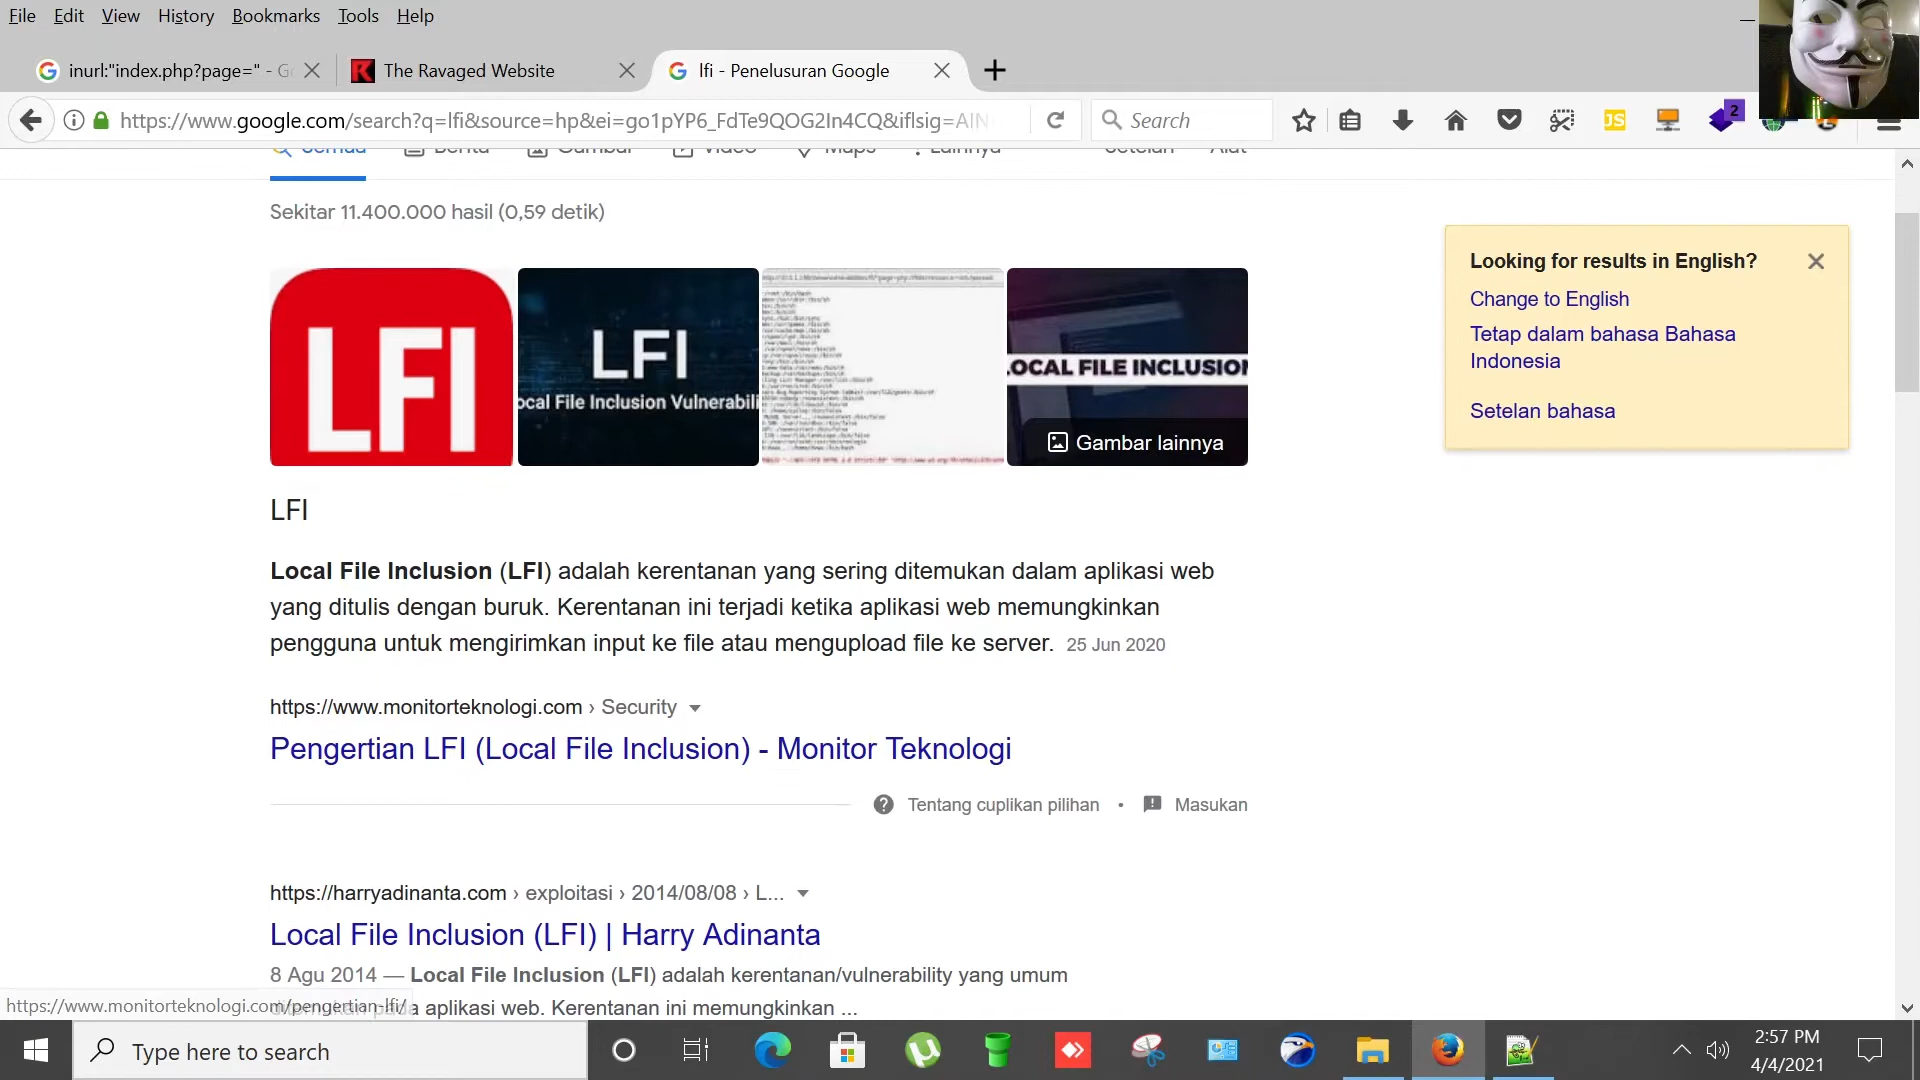 File Edit View History Bookmarks Tools Help
inurl:"index.php?page=" - G
The Ravaged Website
lfi - Penelusuran Google
https://www.google.com/search?q=lfi&source=hp&ei=go1pYP6_FdTe9QOG2In4CQ&iflsig=AIN
Search
JS
2
Semua Berita Gambar Video Maps Lainnya Setelan Alat
Sekitar 11.400.000 hasil (0,59 detik)
LFI
LFI
ocal File Inclusion Vulnerabili
LOCAL FILE INCLUSION
Gambar lainnya
Looking for results in English?
Change to English
Tetap dalam bahasa Bahasa
Indonesia
Setelan bahasa
LFI
Local File Inclusion (LFI) adalah kerentanan yang sering ditemukan dalam aplikasi web
yang ditulis dengan buruk. Kerentanan ini terjadi ketika aplikasi web memungkinkan
pengguna untuk mengirimkan input ke file atau mengupload file ke server. 25 Jun 2020
https://www.monitorteknologi.com › Security
Pengertian LFI (Local File Inclusion) - Monitor Teknologi
Tentang cuplikan pilihan • Masukan
https://harryadinanta.com › exploitasi › 2014/08/08 › L...
Local File Inclusion (LFI) | Harry Adinanta
8 Agu 2014 — Local File Inclusion (LFI) adalah kerentanan/vulnerability yang umum
aplikasi web. Kerentanan ini memungkinkan ...
https://www.monitorteknologi.com/pengertian-lfi/
Type here to search
2:57 PM
4/4/2021